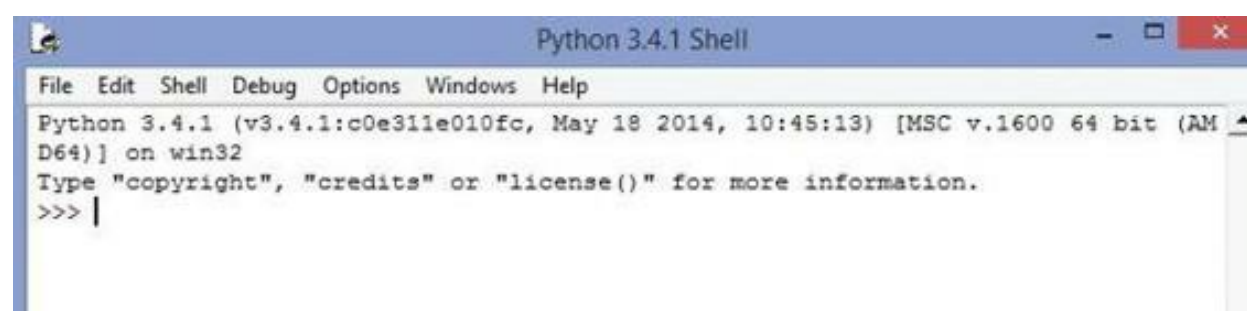 Python 3.4.1 Shell
File Edit Shell Debug Options Windows Help
Python 3.4.1 (v3.4.1:c0e311e010fc, May 18 2014, 10:45:13) [MSC v.1600 64 bit (AM
D64)] on win32
Type "copyright", "credits" or "license()" for more information.
>>>